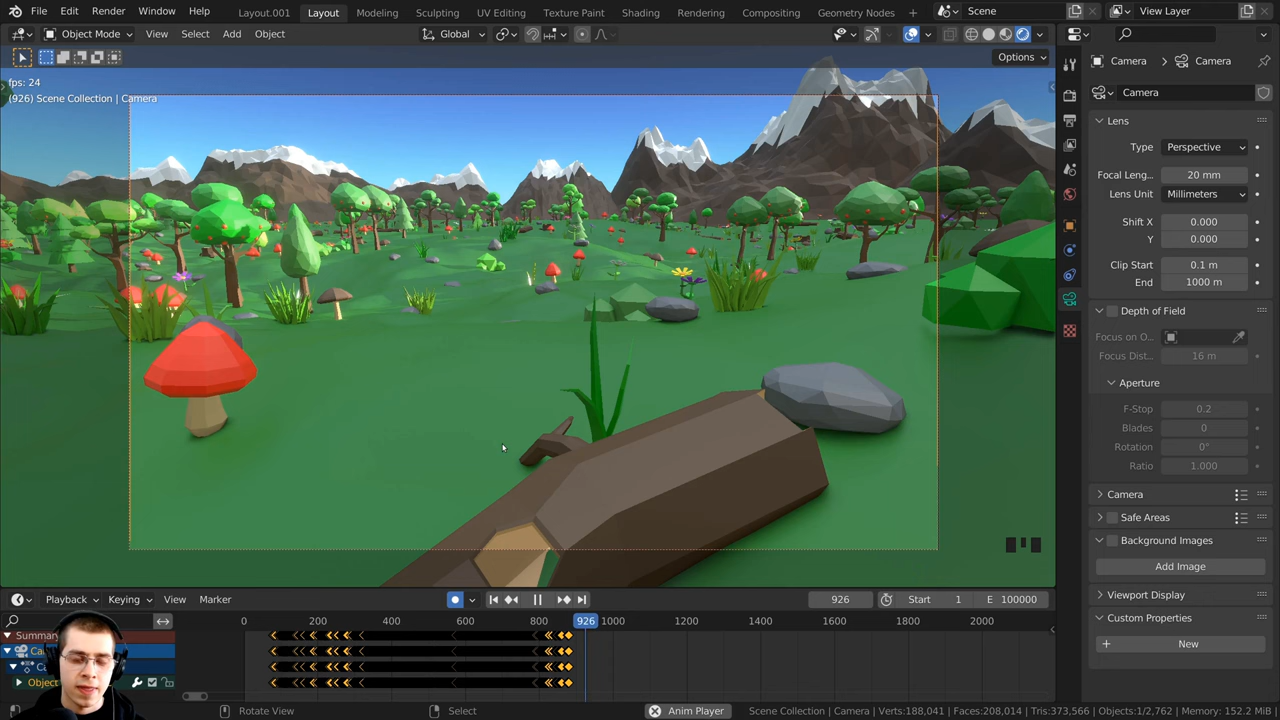 File Edit Render Window Help Layout.001 Layout Modeling Sculpting UV Editing Texture Paint Shading Rendering Compositing Geometry Nodes + Scene View Layer
Object Mode View Select Add Object Global
Options
fps: 24
(926) Scene Collection | Camera
Camera > Camera
Camera
Lens
Type Perspective
Focal Leng... 20 mm
Lens Unit Millimeters
Shift X 0.000
Y 0.000
Clip Start 0.1 m
End 1000 m
Depth of Field
Focus on O...
Focus Dist... 16 m
Aperture
F-Stop 0.2
Blades 0
Rotation 0°
Ratio 1.000
Camera
Safe Areas
Background Images
Add Image
Viewport Display
Custom Properties
+ New
Playback Keying View Marker 926 Start 1 E 100000
0 200 400 600 800 926 1000 1200 1400 1600 1800 2000
Summa
Ca
Ce
Object
Rotate View Select Anim Player Scene Collection | Camera | Verts:188,041 | Faces:208,014 | Tris:373,566 | Objects:1/2,762 | Memory: 152.2 MiB